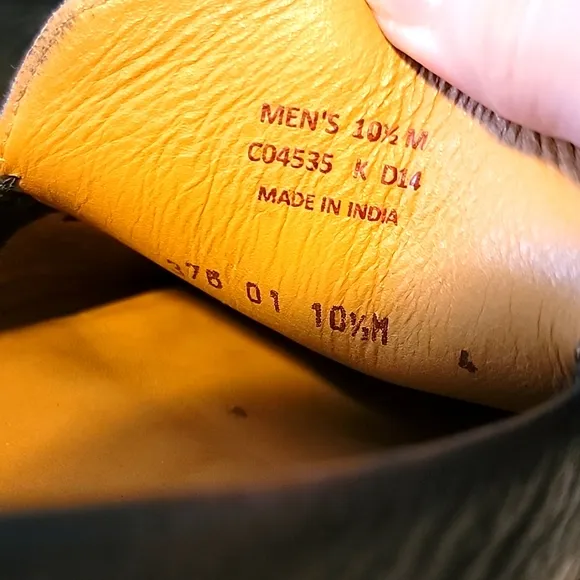 MEN'S 10½ M
C04535 K D14
MADE IN INDIA
01 10½M